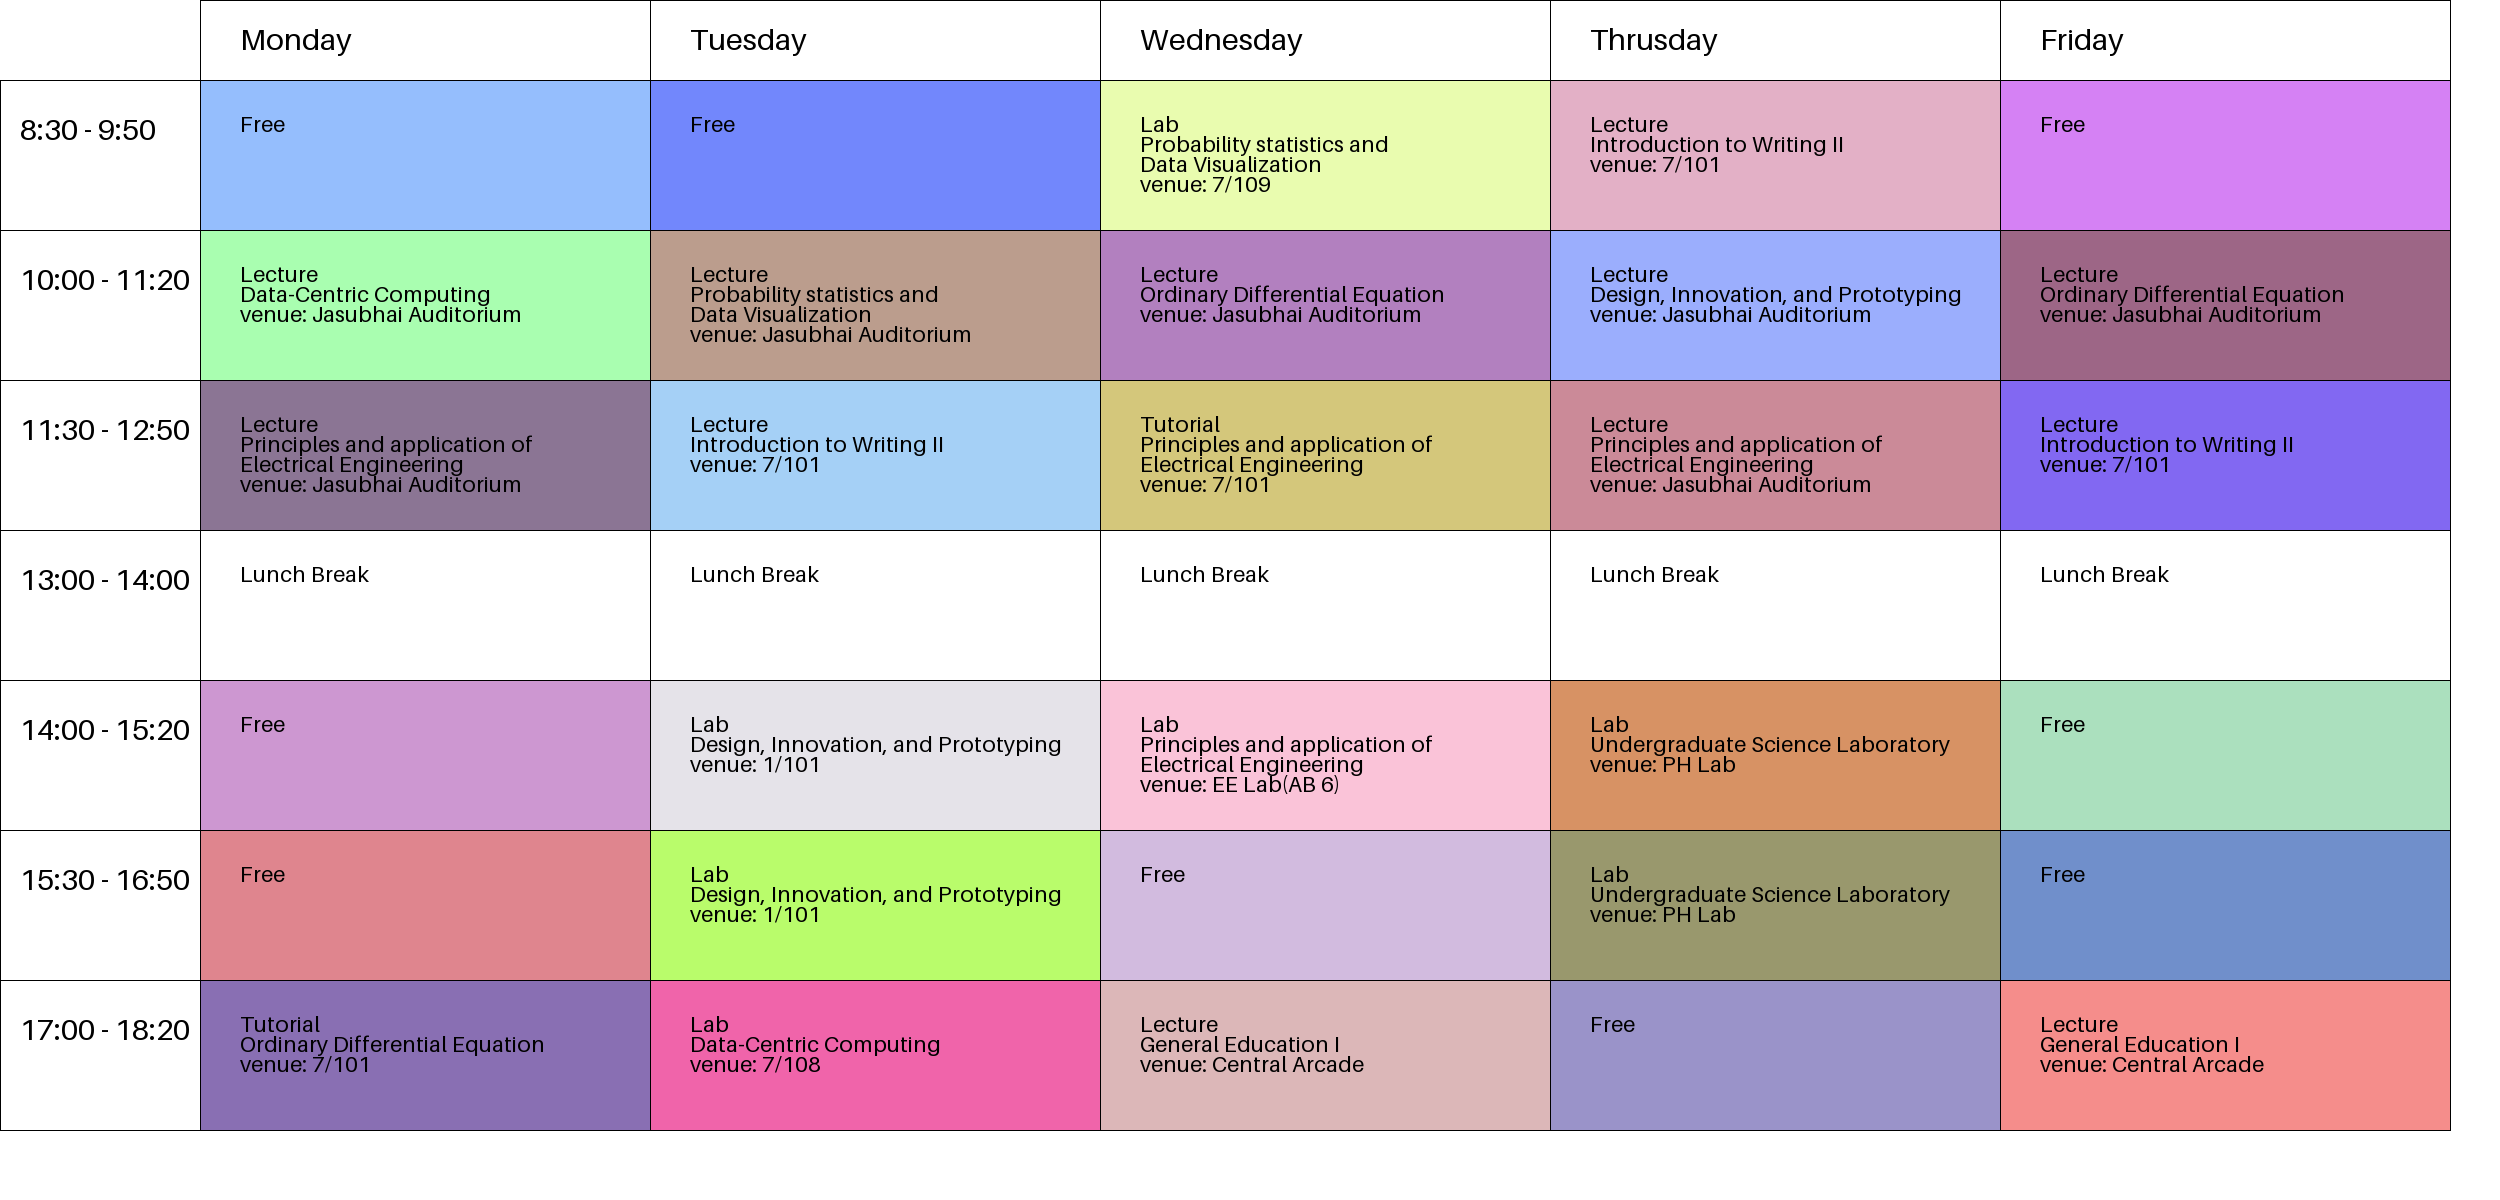 Monday
Tuesday
Wednesday
Thrusday
Friday
8:30 - 9:50
Free
Free
Lab
Probability statistics and
Data Visualization
venue: 7/109
Lecture
Introduction to Writing II
venue: 7/101
Free
10:00 - 11:20
Lecture
Data-Centric Computing
venue: Jasubhai Auditorium
Lecture
Probability statistics and
Data Visualization
venue: Jasubhai Auditorium
Lecture
Ordinary Differential Equation
venue: Jasubhai Auditorium
Lecture
Design, Innovation, and Prototyping
venue: Jasubhai Auditorium
Lecture
Ordinary Differential Equation
venue: Jasubhai Auditorium
11:30 - 12:50
Lecture
Principles and application of
Electrical Engineering
venue: Jasubhai Auditorium
Lecture
Introduction to Writing II
venue: 7/101
Tutorial
Principles and application of
Electrical Engineering
venue: 7/101
Lecture
Principles and application of
Electrical Engineering
venue: Jasubhai Auditorium
Lecture
Introduction to Writing II
venue: 7/101
13:00 - 14:00
Lunch Break
Lunch Break
Lunch Break
Lunch Break
Lunch Break
14:00 - 15:20
Free
Lab
Design, Innovation, and Prototyping
venue: 1/101
Lab
Principles and application of
Electrical Engineering
venue: EE Lab(AB 6)
Lab
Undergraduate Science Laboratory
venue: PH Lab
Free
15:30 - 16:50
Free
Lab
Design, Innovation, and Prototyping
venue: 1/101
Free
Lab
Undergraduate Science Laboratory
venue: PH Lab
Free
17:00 - 18:20
Tutorial
Ordinary Differential Equation
venue: 7/101
Lab
Data-Centric Computing
venue: 7/108
Lecture
General Education I
venue: Central Arcade
Free
Lecture
General Education I
venue: Central Arcade